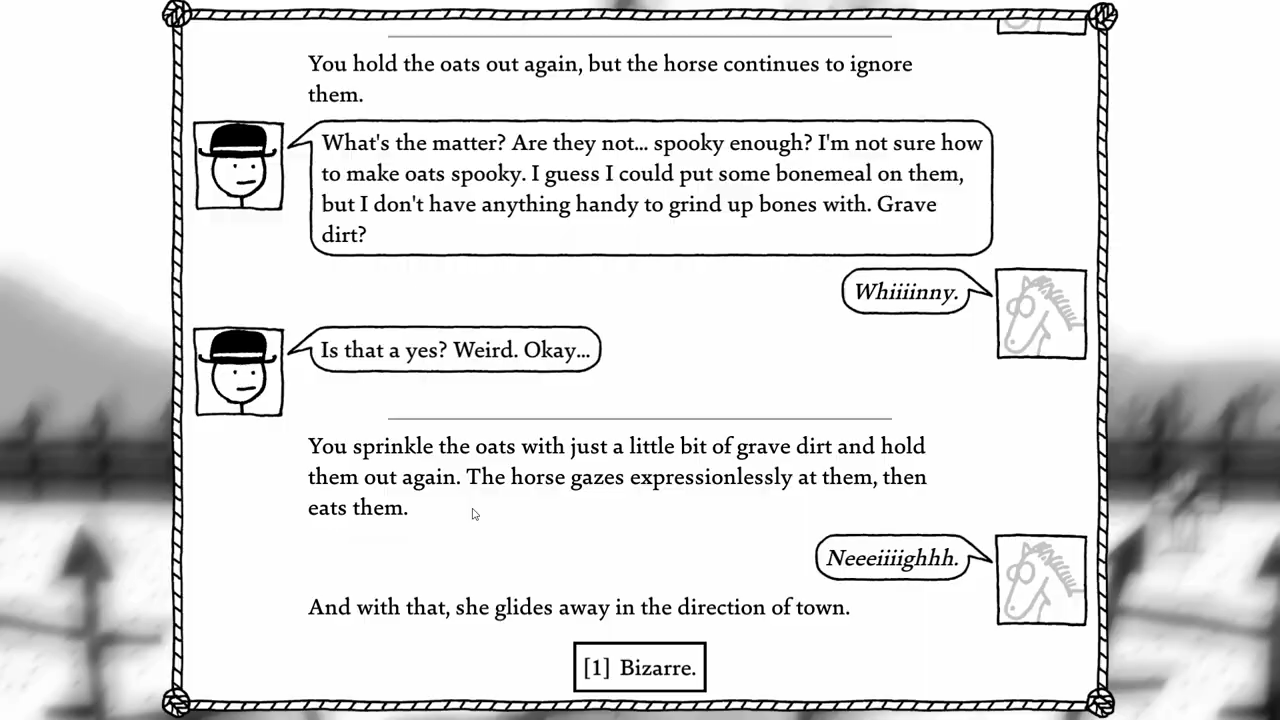 You hold the oats out again, but the horse continues to ignore
them.
What's the matter? Are they not... spooky enough? I'm not sure how
to make oats spooky. I guess I could put some bonemeal on them,
but I don't have anything handy to grind up bones with. Grave
dirt?
Whiiiinny.
Is that a yes? Weird. Okay...
You sprinkle the oats with just a little bit of grave dirt and hold
them out again. The horse gazes expressionlessly at them, then
eats them.
Neeeiiiighhh.
And with that, she glides away in the direction of town.
[1] Bizarre.